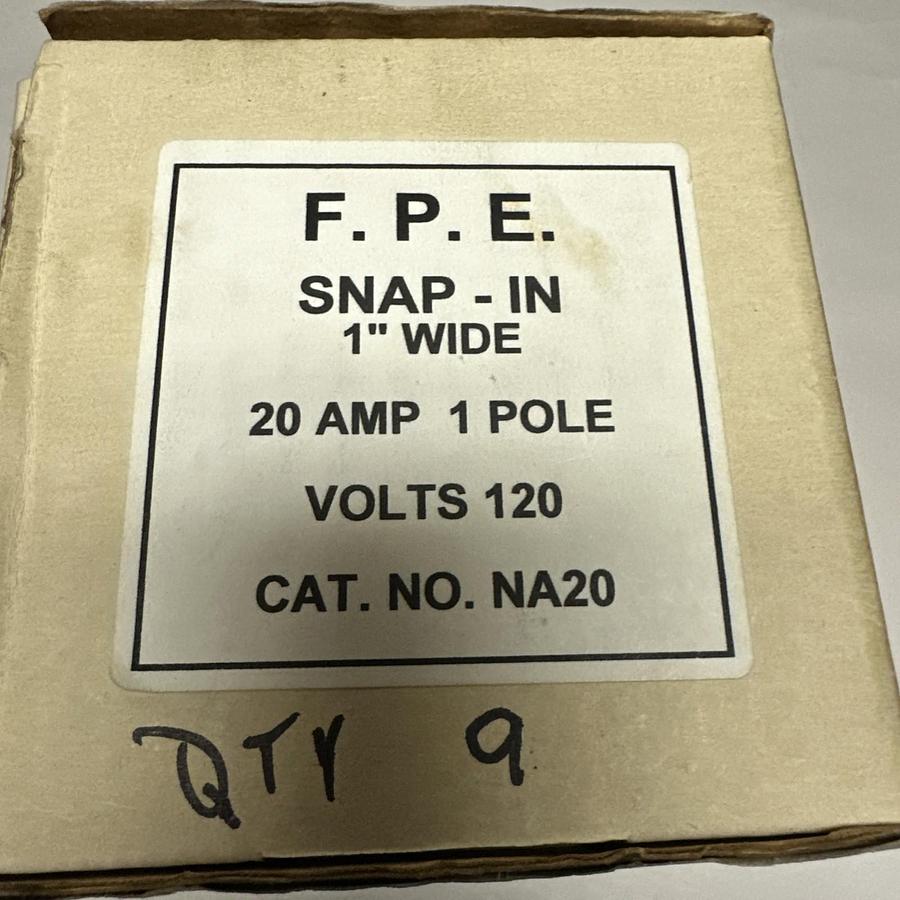 F. P. E.
SNAP - IN
1" WIDE
20 AMP 1 POLE
VOLTS 120
CAT. NO. NA20
QTY 9